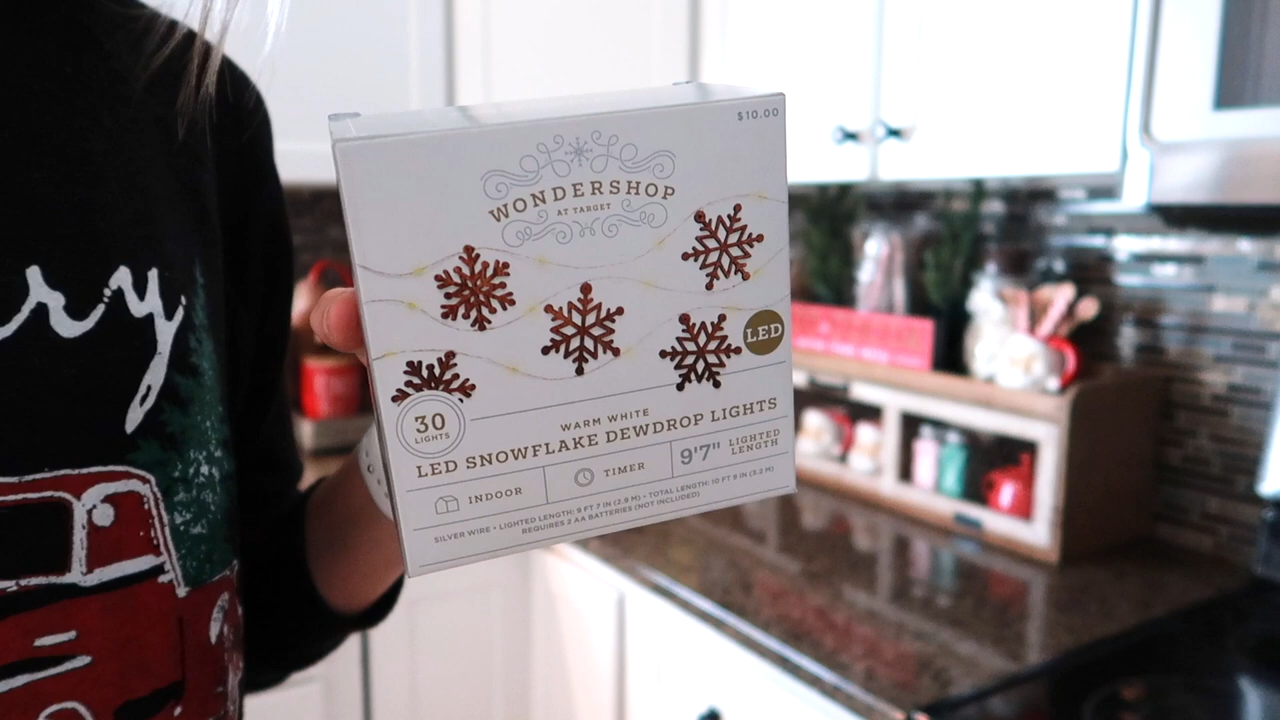 $10.00
WONDERSHOP
AT TARGET
LED
30
LIGHTS
WARM WHITE
LED SNOWFLAKE DEWDROP LIGHTS
INDOOR
TIMER
9'7" LIGHTED
LENGTH
SILVER WIRE • LIGHTED LENGTH: 9 FT 7 IN (2.9 M) • TOTAL LENGTH: 10 FT 9 IN (3.2 M)
REQUIRES 2 AA BATTERIES (NOT INCLUDED)
ry